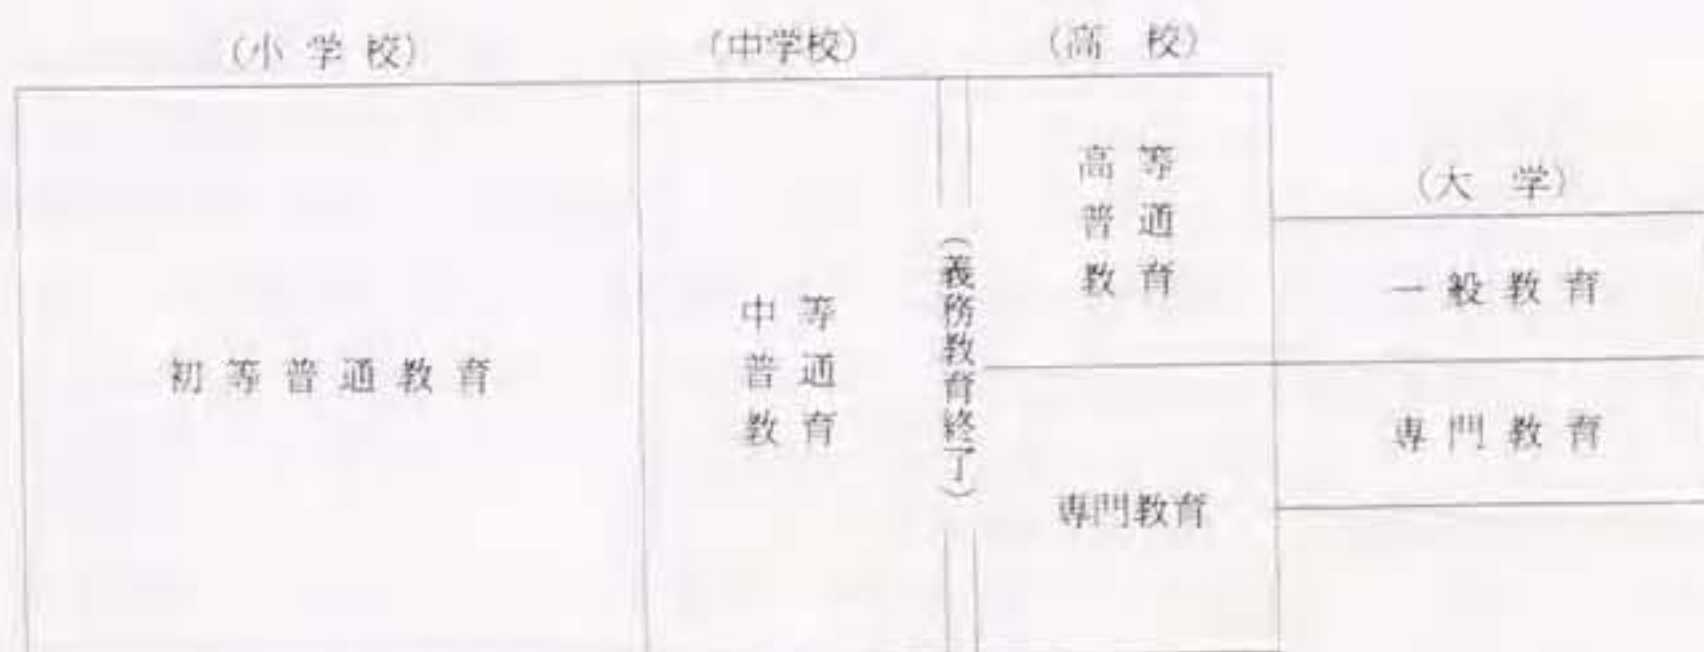 (小学校)
(中学校)
(高校)
(大学)
初等普通教育
中等
普通
教育
(義務教育終了)
高等
普通
教育
専門教育
一般教育
専門教育